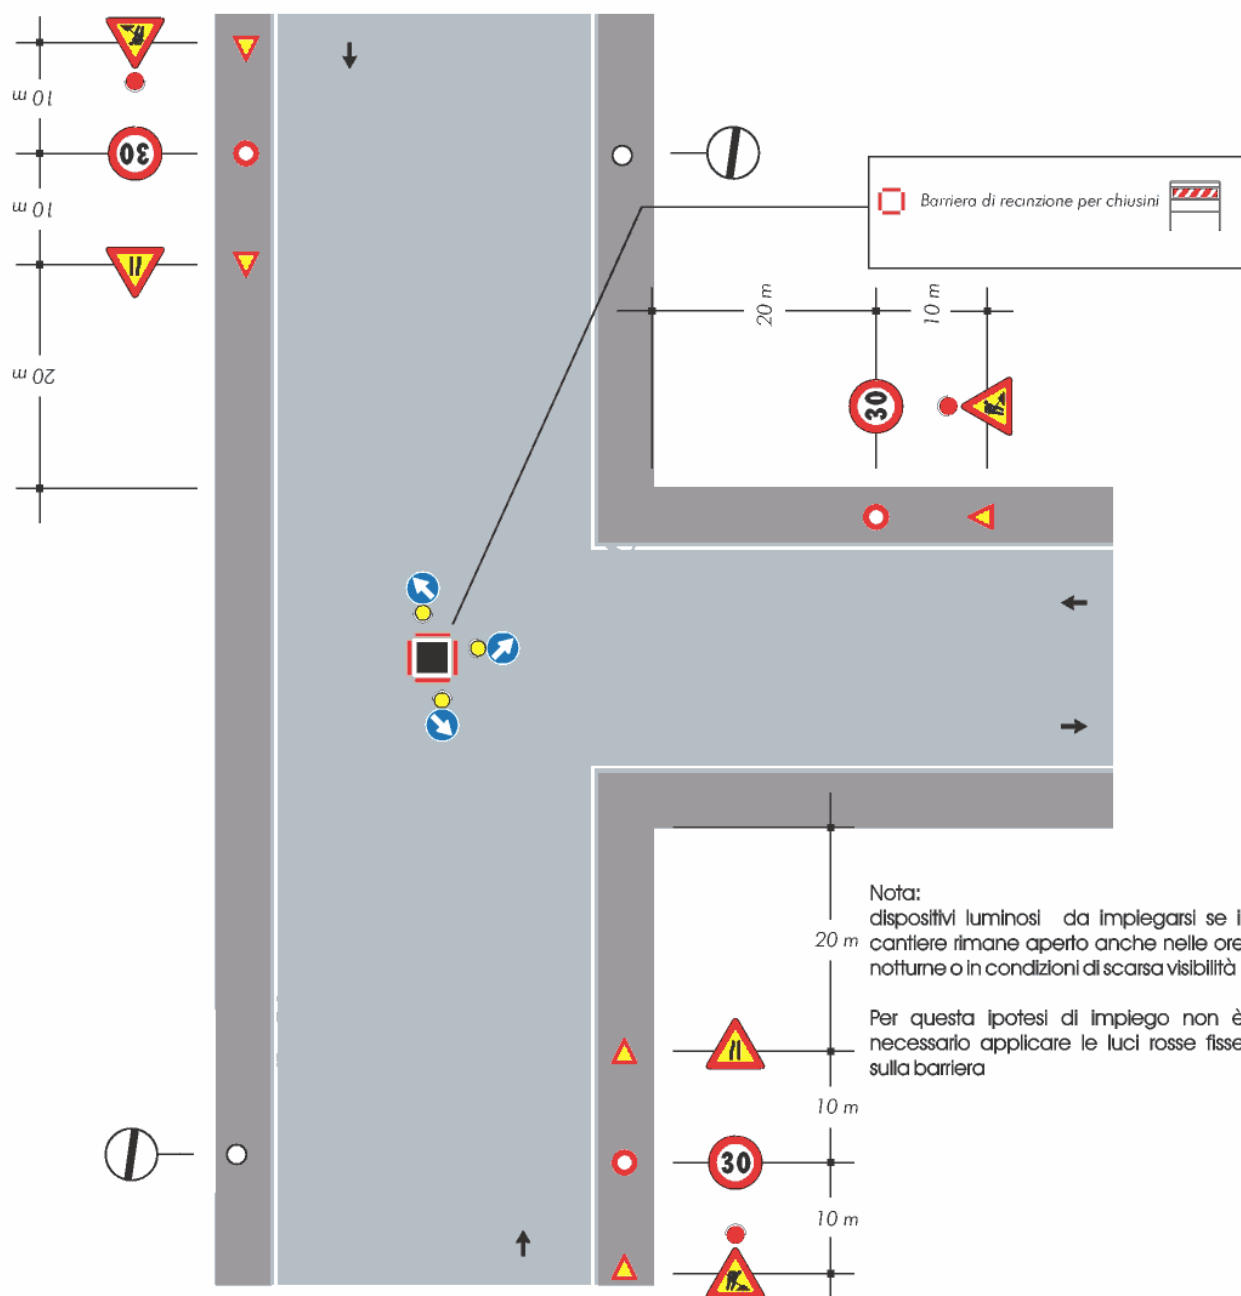 10 m
30
10 m
20 m
Barriera di recinzione per chiusini
20 m
10 m
30
Nota:
dispositivi luminosi da impiegarsi se i
cantiere rimane aperto anche nelle ore
notturne o in condizioni di scarsa visibilità
Per questa ipotesi di impiego non è
necessario applicare le luci rosse fisse
sulla barriera
20 m
10 m
30
10 m